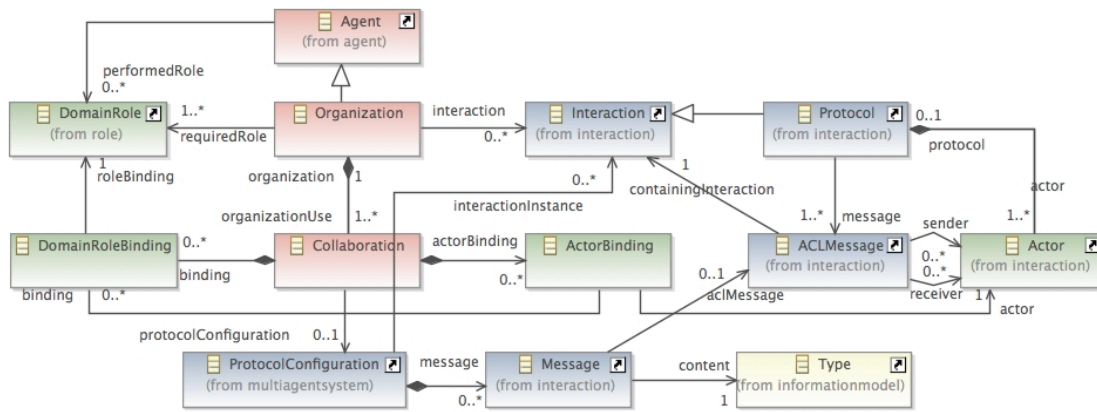 Agent
(from agent)
performedRole
0..*
DomainRole
(from role)
1..*
requiredRole
Organization
interaction
0..*
Interaction
(from interaction)
Protocol
(from interaction)
0..1
protocol
1
roleBinding
organization
1
0..*
interactionInstance
1
containingInteraction
actor
organizationUse
1..*
1..*
message
sender
1..*
DomainRoleBinding
0..*
binding
Collaboration
actorBinding
0..*
ActorBinding
ACLMessage
(from interaction)
0..*
0..*
receiver
Actor
(from interaction)
binding
0..*
0..1
aclMessage
1
actor
protocolConfiguration
0..1
ProtocolConfiguration
(from multiagentsystem)
message
0..*
Message
(from interaction)
content
1
Type
(from informationmodel)